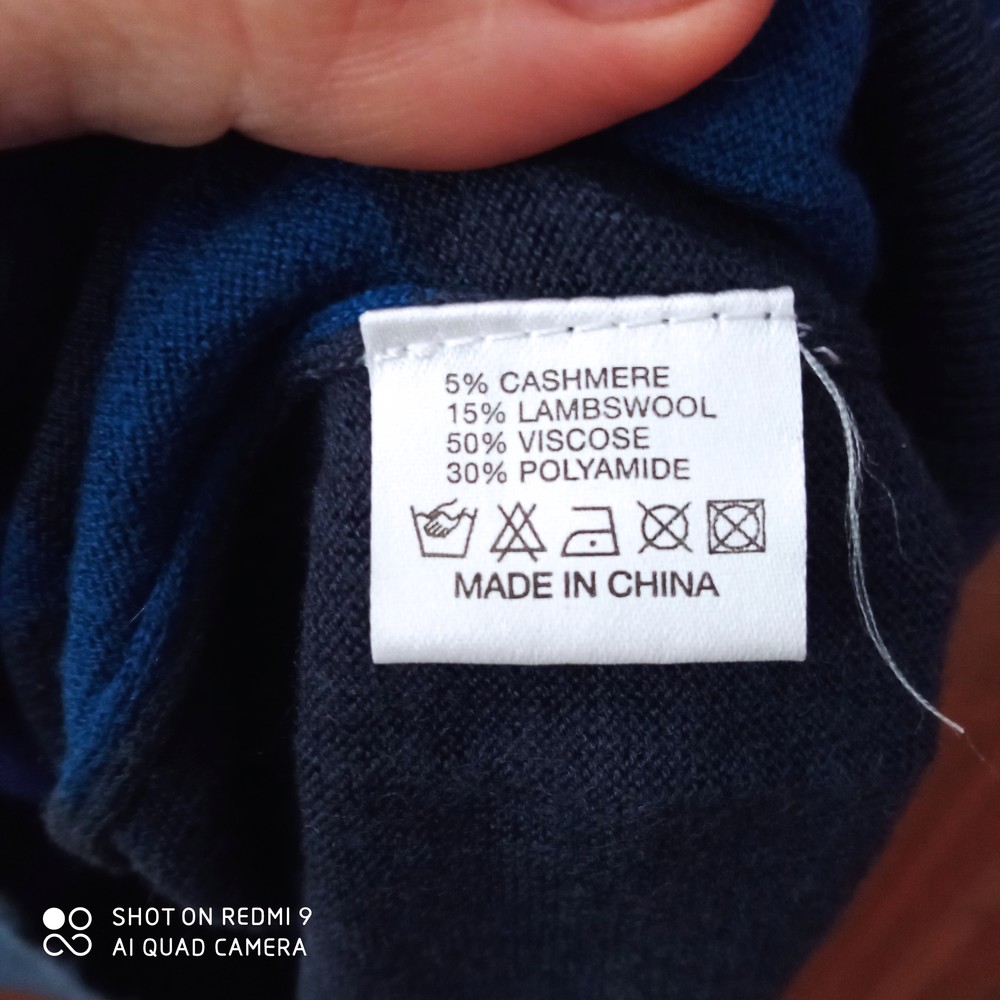 5% CASHMERE
15% LAMBSWOOL
50% VISCOSE
30% POLYAMIDE
MADE IN CHINA
SHOT ON REDMI 9
AI QUAD CAMERA